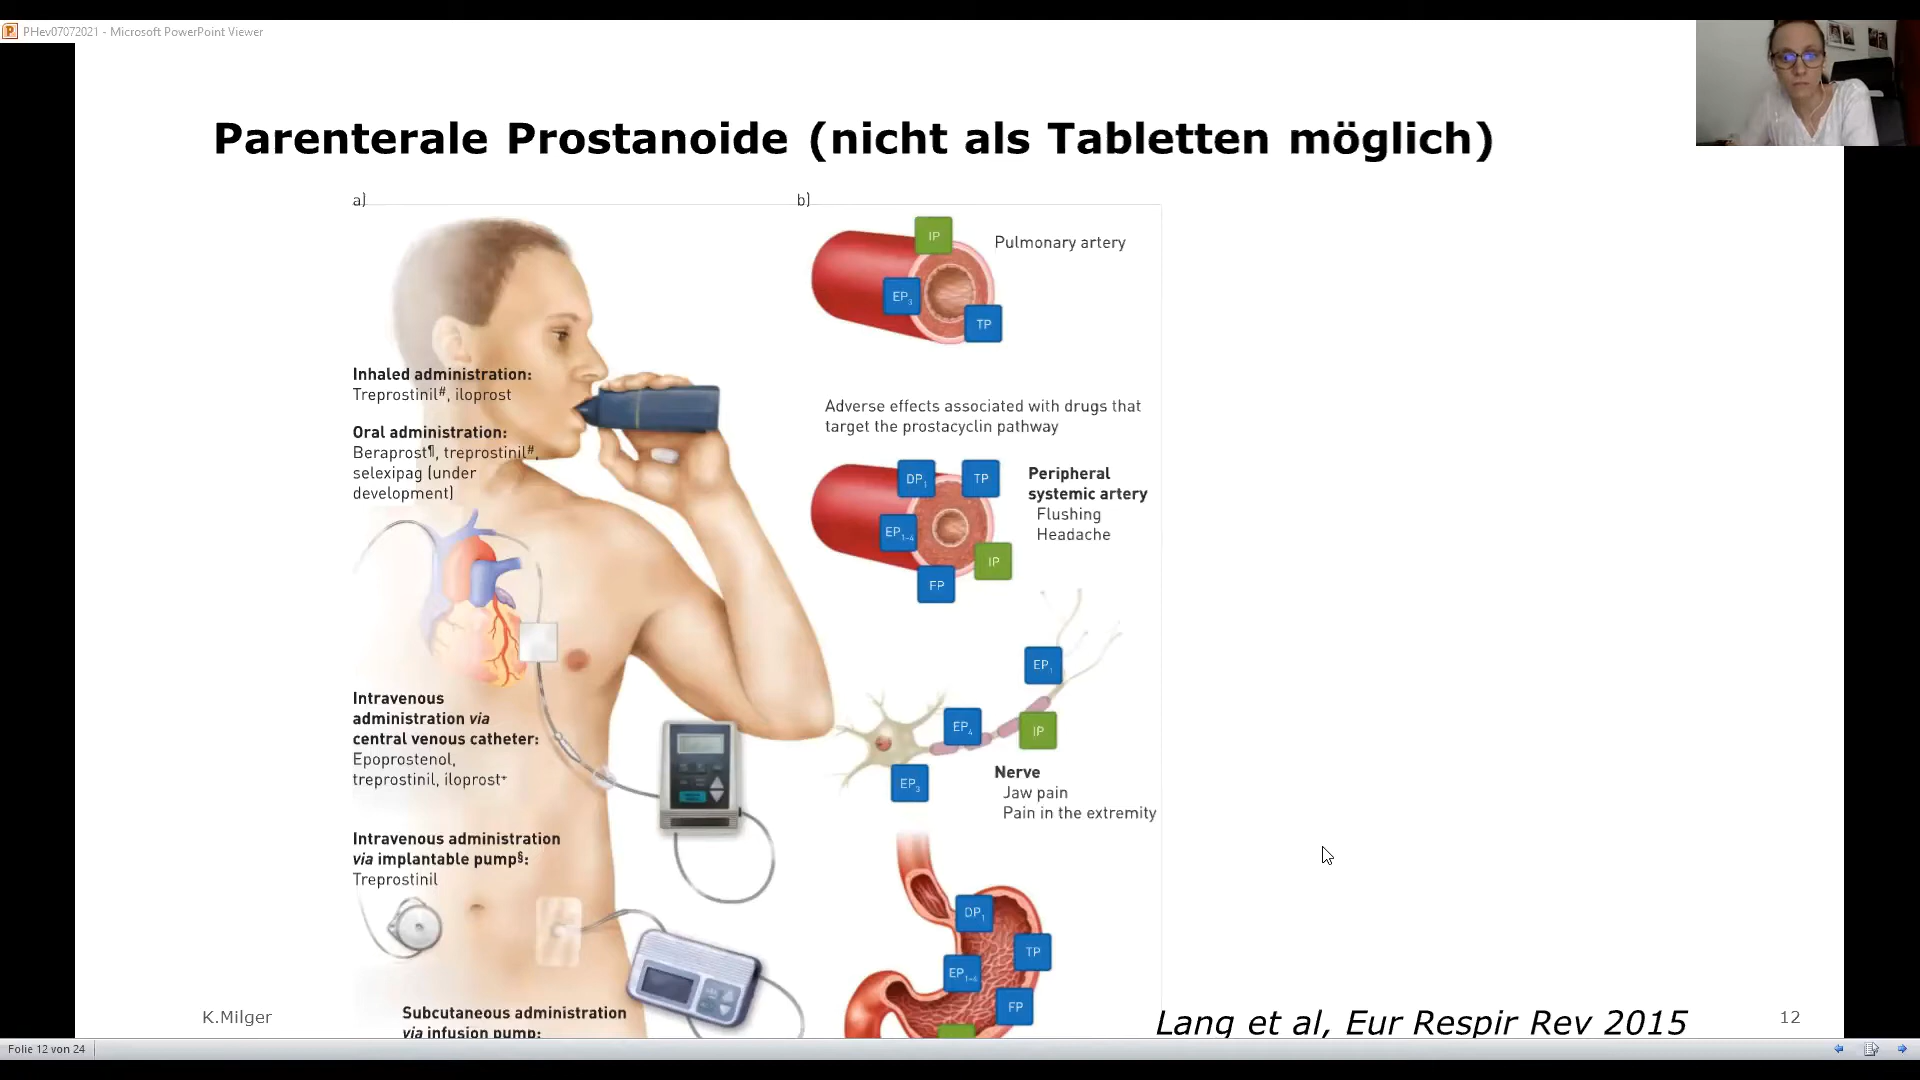 PHev07072021 - Microsoft PowerPoint Viewer
Parenterale Prostanoide (nicht als Tabletten möglich)
a)
Inhaled administration:
Treprostinil#, iloprost
Oral administration:
Beraprost¶, treprostinil#,
selexipag (under
development)
Intravenous
administration via
central venous catheter:
Epoprostenol,
treprostinil, iloprost+
Intravenous administration
via implantable pump§:
Treprostinil
Subcutaneous administration
via infusion pump:
b)
IP
Pulmonary artery
EP3
TP
Adverse effects associated with drugs that
target the prostacyclin pathway
DP1
TP
Peripheral
systemic artery
Flushing
Headache
EP1–4
IP
FP
EP1
EP4
IP
EP3
Nerve
Jaw pain
Pain in the extremity
DP1
TP
EP1–4
FP
K.Milger
Lang et al, Eur Respir Rev 2015
12
Folie 12 von 24